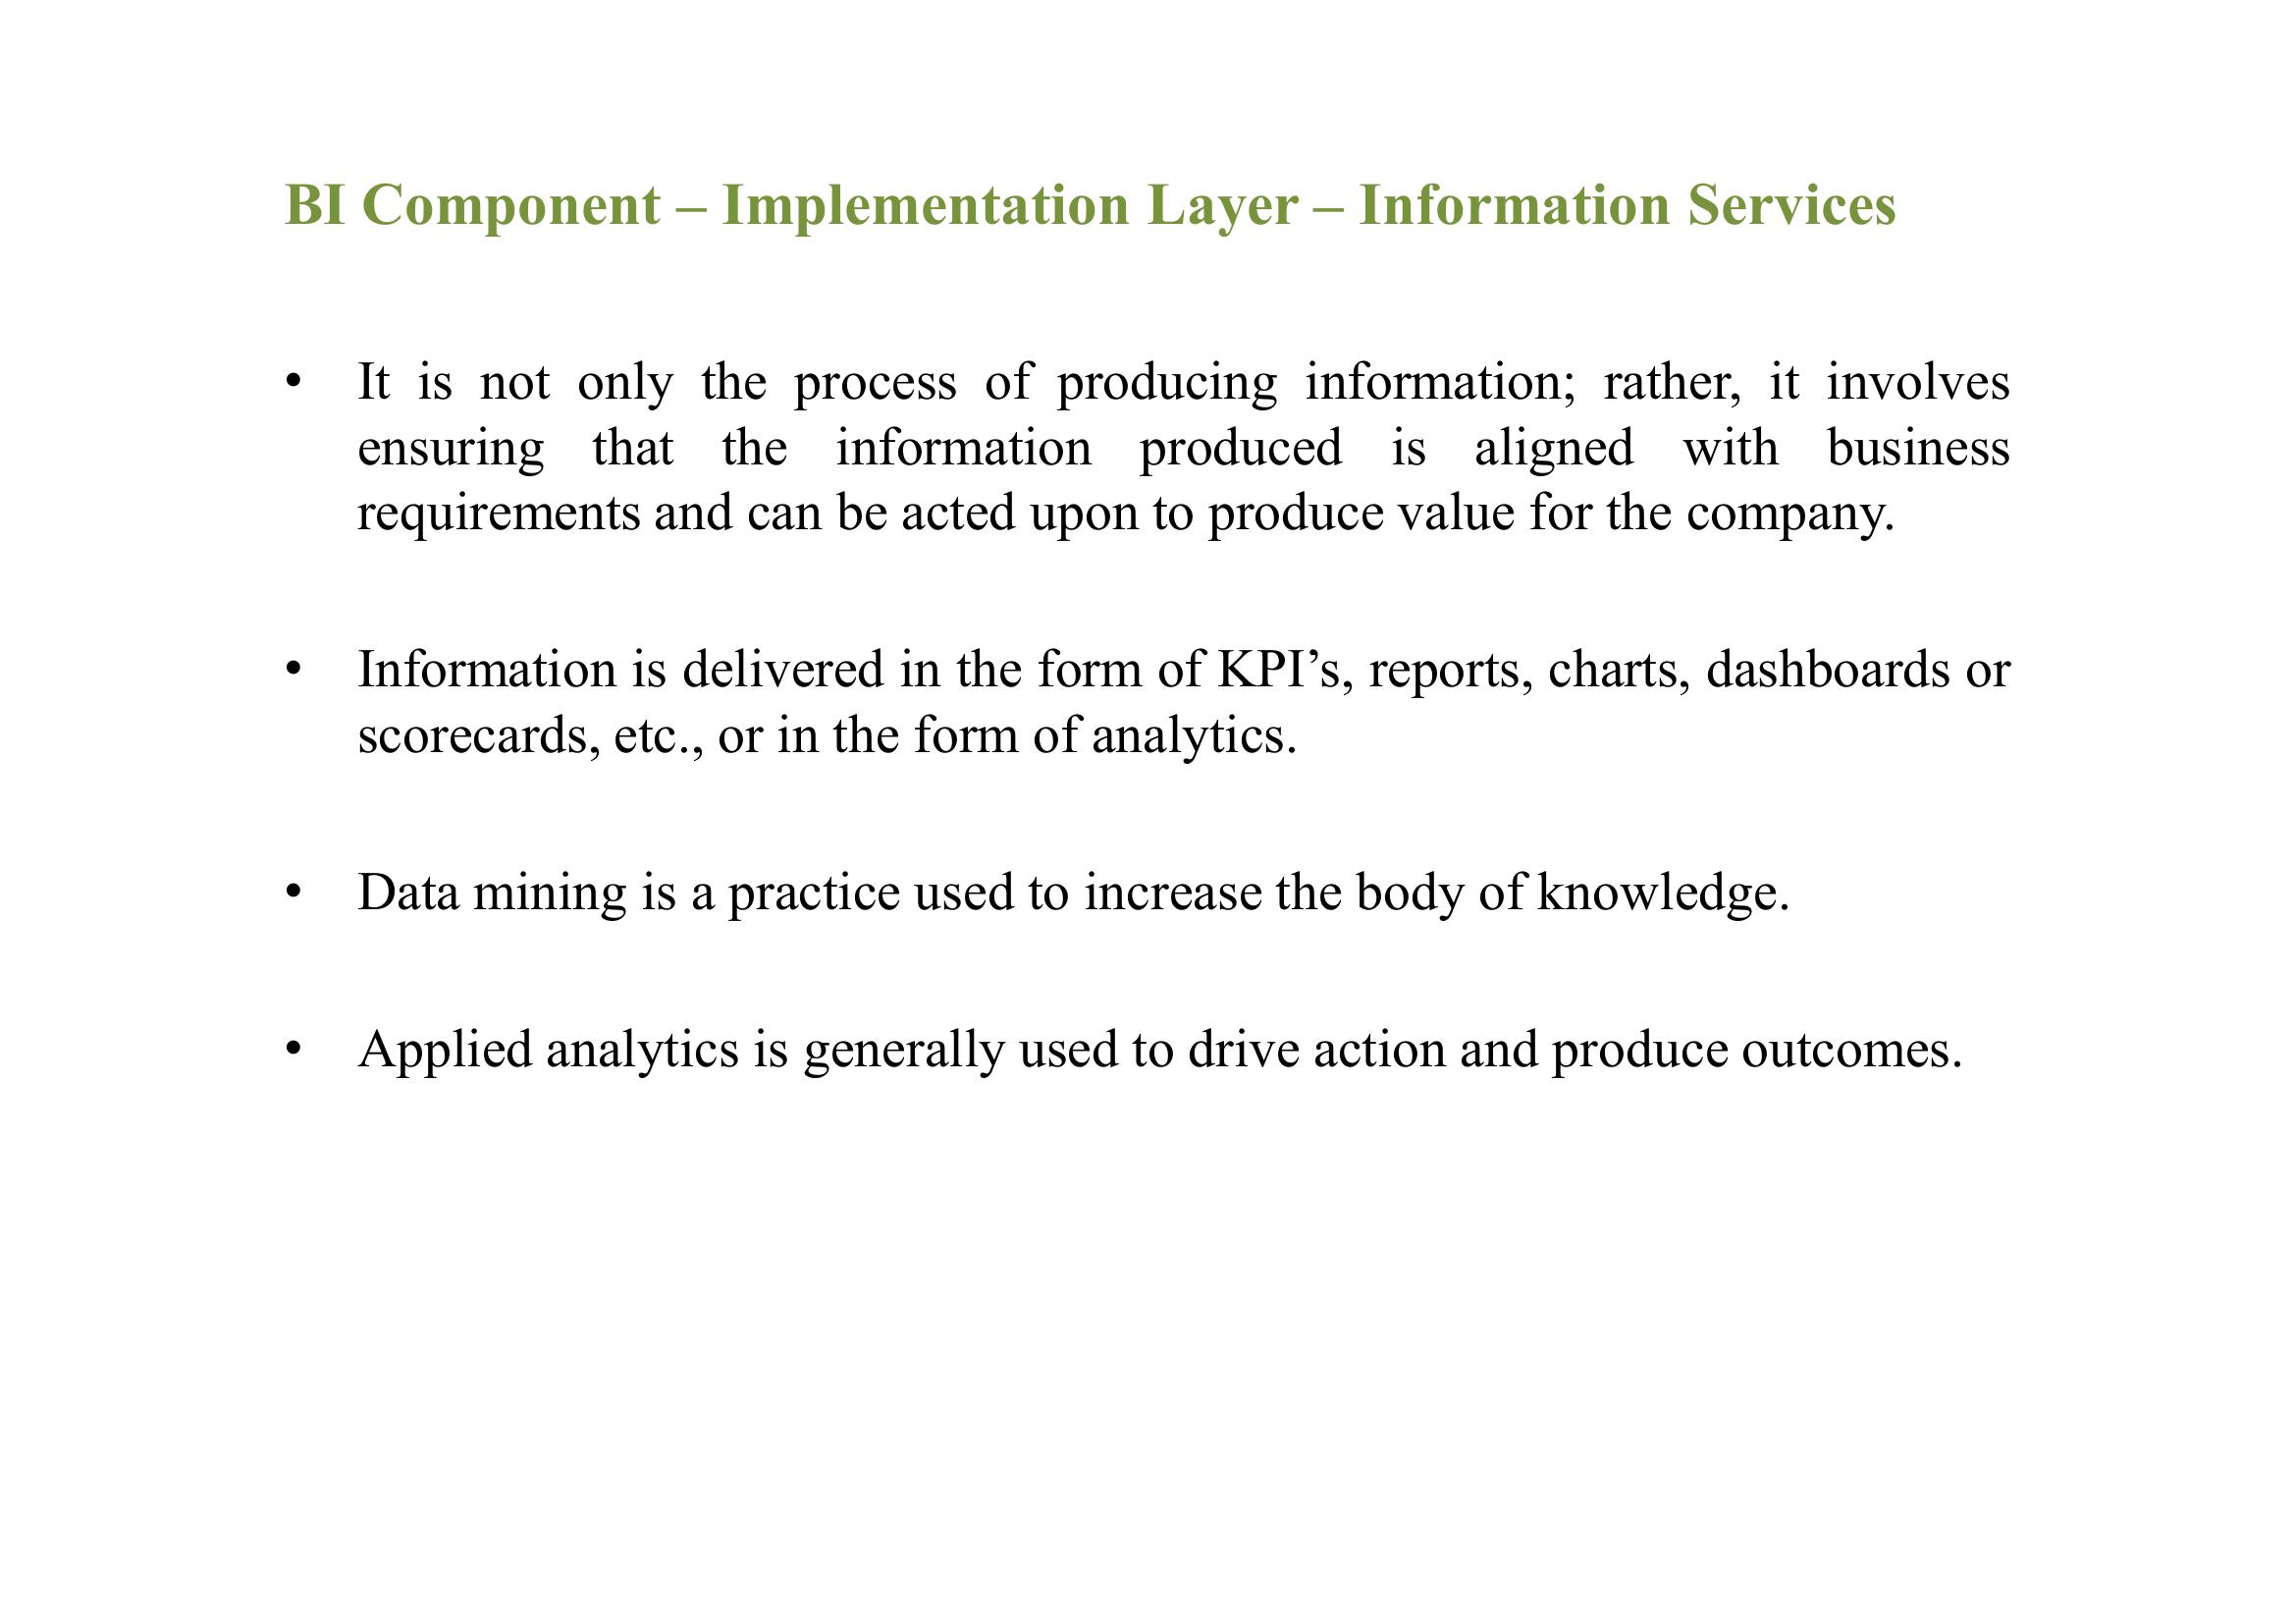 BI Component – Implementation Layer – Information Services
• It is not only the process of producing information; rather, it involves
ensuring that the information produced is aligned with business
requirements and can be acted upon to produce value for the company.
• Information is delivered in the form of KPI’s, reports, charts, dashboards or
scorecards, etc., or in the form of analytics.
• Data mining is a practice used to increase the body of knowledge.
• Applied analytics is generally used to drive action and produce outcomes.